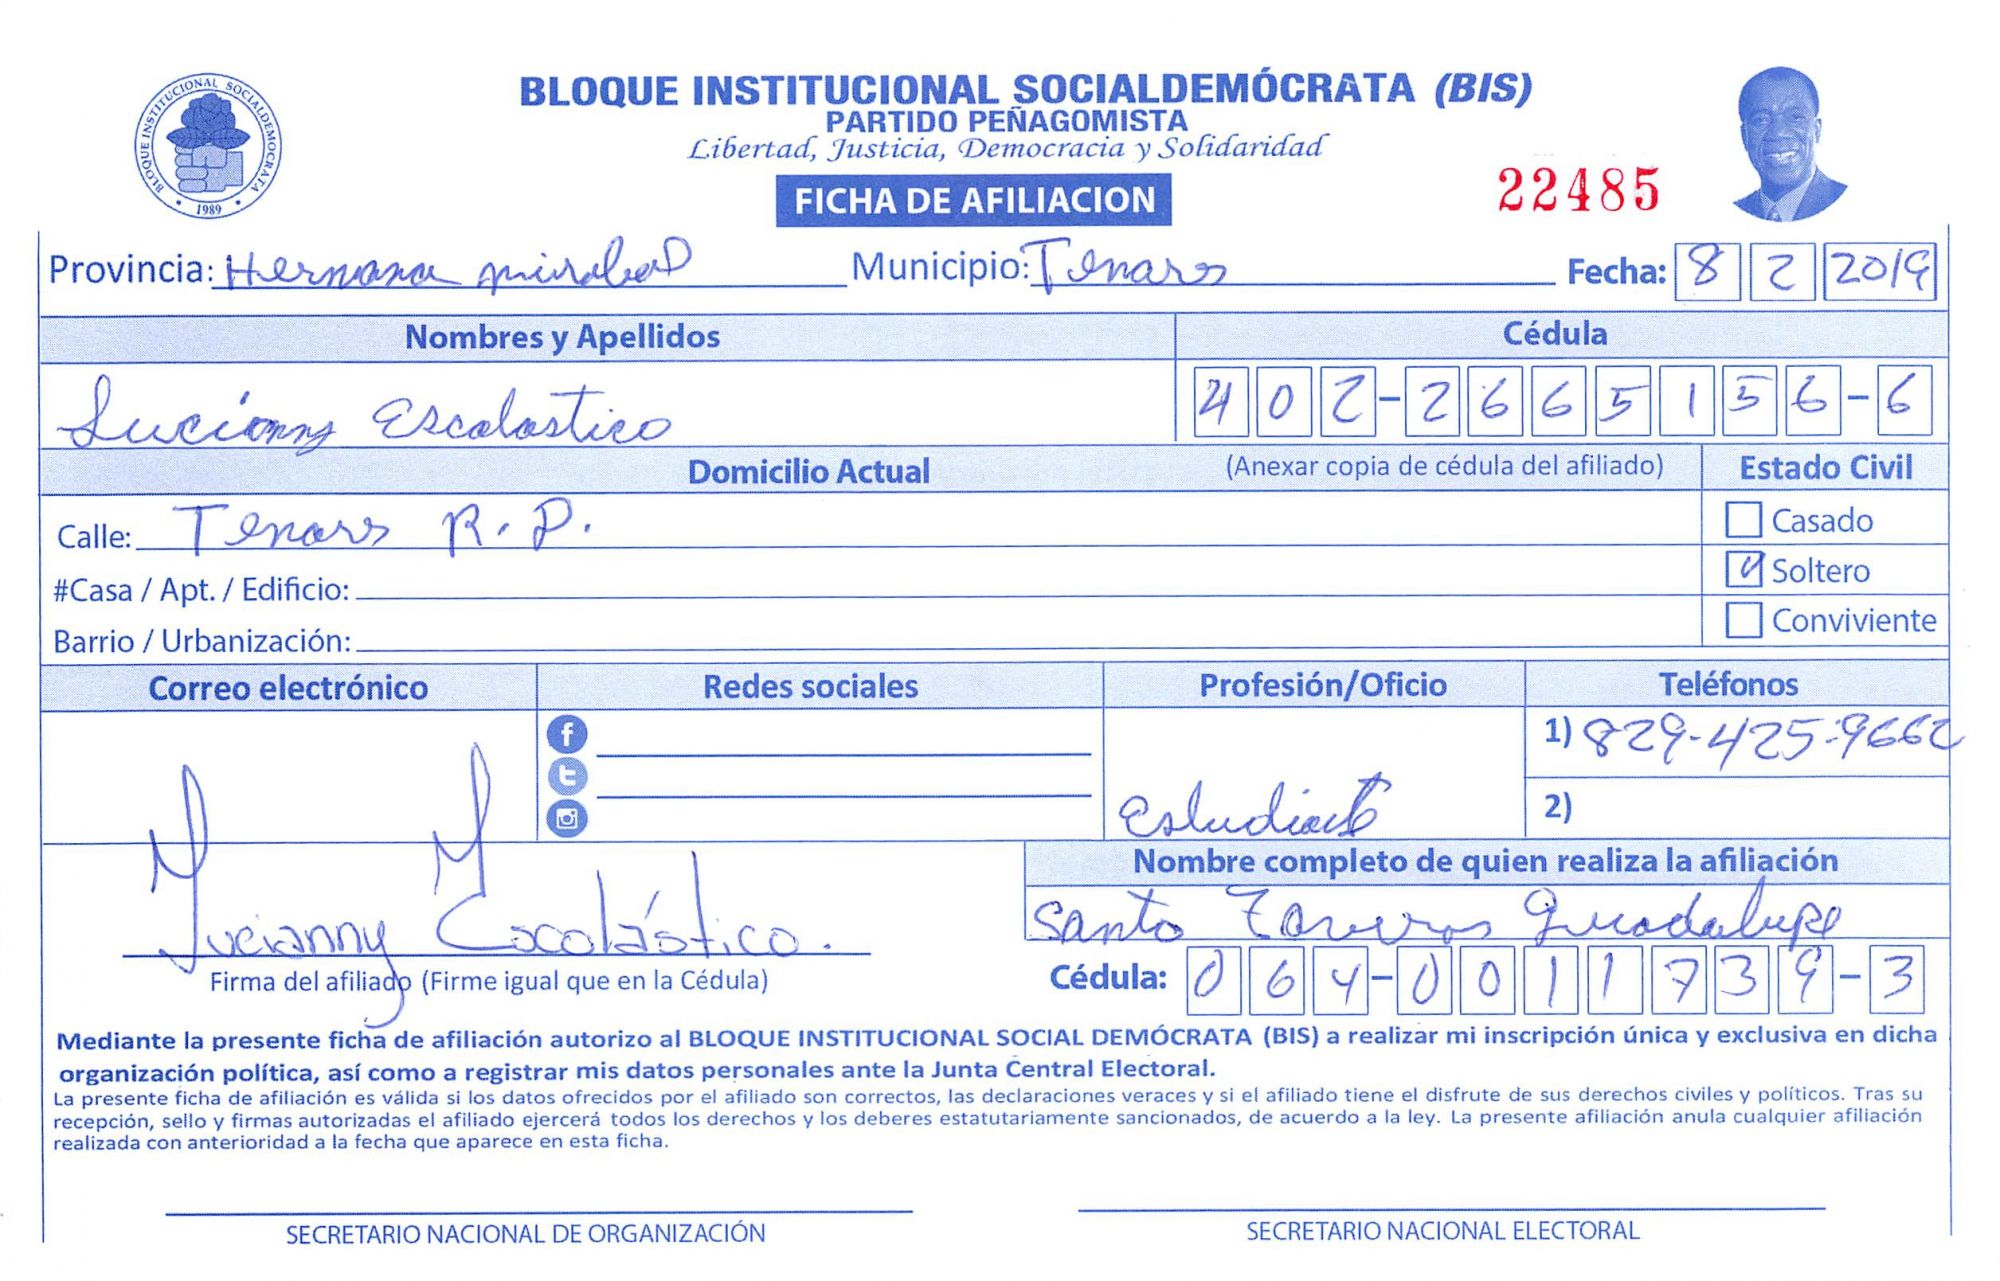 BLOQUE INSTITUCIONAL SOCIALDEMOCRATA
1989
BLOQUE INSTITUCIONAL SOCIALDEMÓCRATA (BIS)
PARTIDO PEÑAGOMISTA
Libertad, Justicia, Democracia y Solidaridad
FICHA DE AFILIACION
22485
Provincia: Hermana mirabal Municipio: Tenares Fecha: 8 2 2019
Nombres y Apellidos Cédula
Lucianny Escolastico 402-2665156-6
Domicilio Actual (Anexar copia de cédula del afiliado) Estado Civil
Calle: Tenares R.D. Casado
#Casa / Apt. / Edificio: Soltero
Barrio / Urbanización: Conviviente
Correo electrónico Redes sociales Profesión/Oficio Teléfonos
1) 829-425-9662
Estudiante 2)
Nombre completo de quien realiza la afiliación
Santo Guadalupe
Lucianny Escolástico.
Firma del afiliado (Firme igual que en la Cédula) Cédula: 064-0011739-3
Mediante la presente ficha de afiliación autorizo al BLOQUE INSTITUCIONAL SOCIAL DEMÓCRATA (BIS) a realizar mi inscripción única y exclusiva en dicha
organización política, así como a registrar mis datos personales ante la Junta Central Electoral.
La presente ficha de afiliación es válida si los datos ofrecidos por el afiliado son correctos, las declaraciones veraces y si el afiliado tiene el disfrute de sus derechos civiles y políticos. Tras su
recepción, sello y firmas autorizadas el afiliado ejercerá todos los derechos y los deberes estatutariamente sancionados, de acuerdo a la ley. La presente afiliación anula cualquier afiliación
realizada con anterioridad a la fecha que aparece en esta ficha.
SECRETARIO NACIONAL DE ORGANIZACIÓN SECRETARIO NACIONAL ELECTORAL